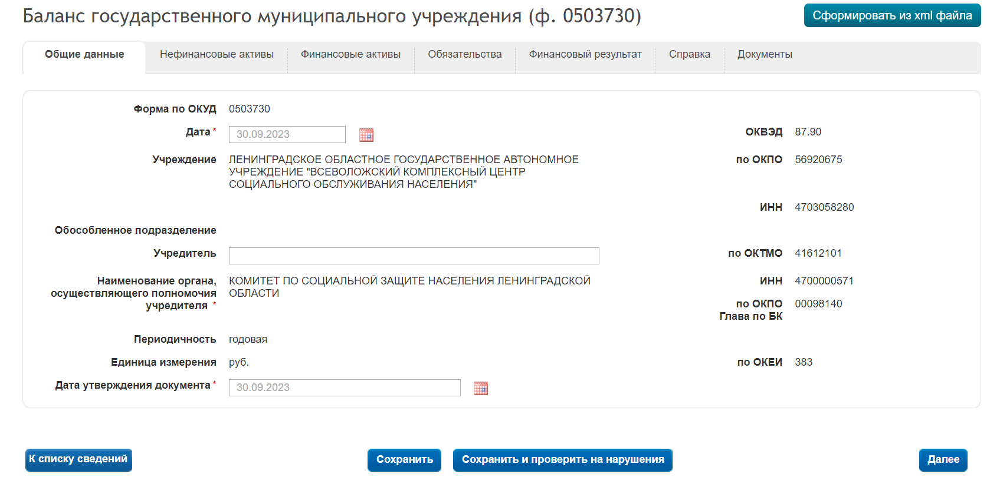 Баланс государственного муниципального учреждения (ф. 0503730)
Сформировать из xml файла
Общие данные
Нефинансовые активы
Финансовые активы
Обязательства
Финансовый результат
Справка
Документы
Форма по ОКУД 0503730
Дата * 30.09.2023
ОКВЭД 87.90
Учреждение ЛЕНИНГРАДСКОЕ ОБЛАСТНОЕ ГОСУДАРСТВЕННОЕ АВТОНОМНОЕ
УЧРЕЖДЕНИЕ "ВСЕВОЛОЖСКИЙ КОМПЛЕКСНЫЙ ЦЕНТР
СОЦИАЛЬНОГО ОБСЛУЖИВАНИЯ НАСЕЛЕНИЯ"
по ОКПО 56920675
ИНН 4703058280
Обособленное подразделение
Учредитель
по ОКТМО 41612101
Наименование органа,
осуществляющего полномочия
учредителя *
КОМИТЕТ ПО СОЦИАЛЬНОЙ ЗАЩИТЕ НАСЕЛЕНИЯ ЛЕНИНГРАДСКОЙ
ОБЛАСТИ
ИНН 4700000571
по ОКПО 00098140
Глава по БК
Периодичность годовая
Единица измерения руб.
по ОКЕИ 383
Дата утверждения документа * 30.09.2023
К списку сведений
Сохранить
Сохранить и проверить на нарушения
Далее